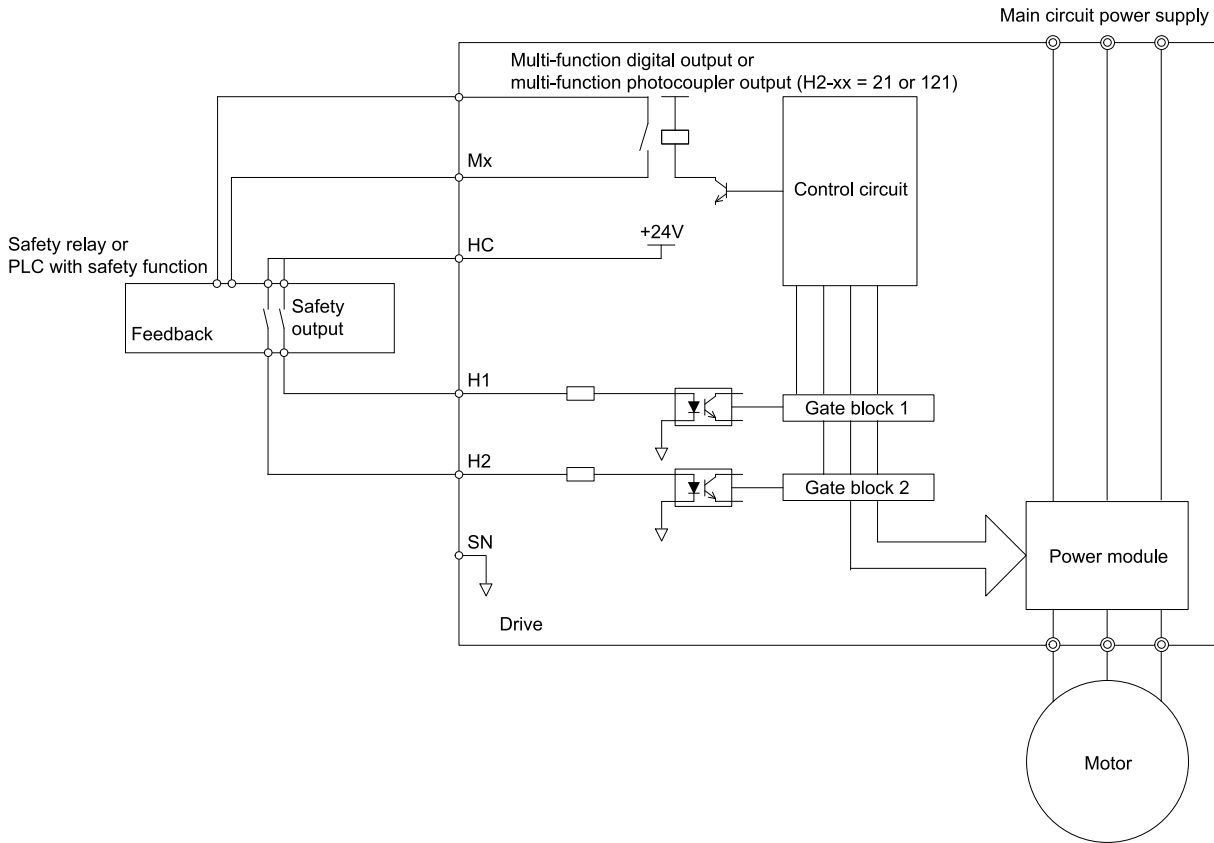 Main circuit power supply
Multi-function digital output or
multi-function photocoupler output (H2-xx = 21 or 121)
Mx
Control circuit
+24V
HC
Safety relay or
PLC with safety function
Safety
output
Feedback
H1
Gate block 1
H2
Gate block 2
SN
Power module
Drive
Motor